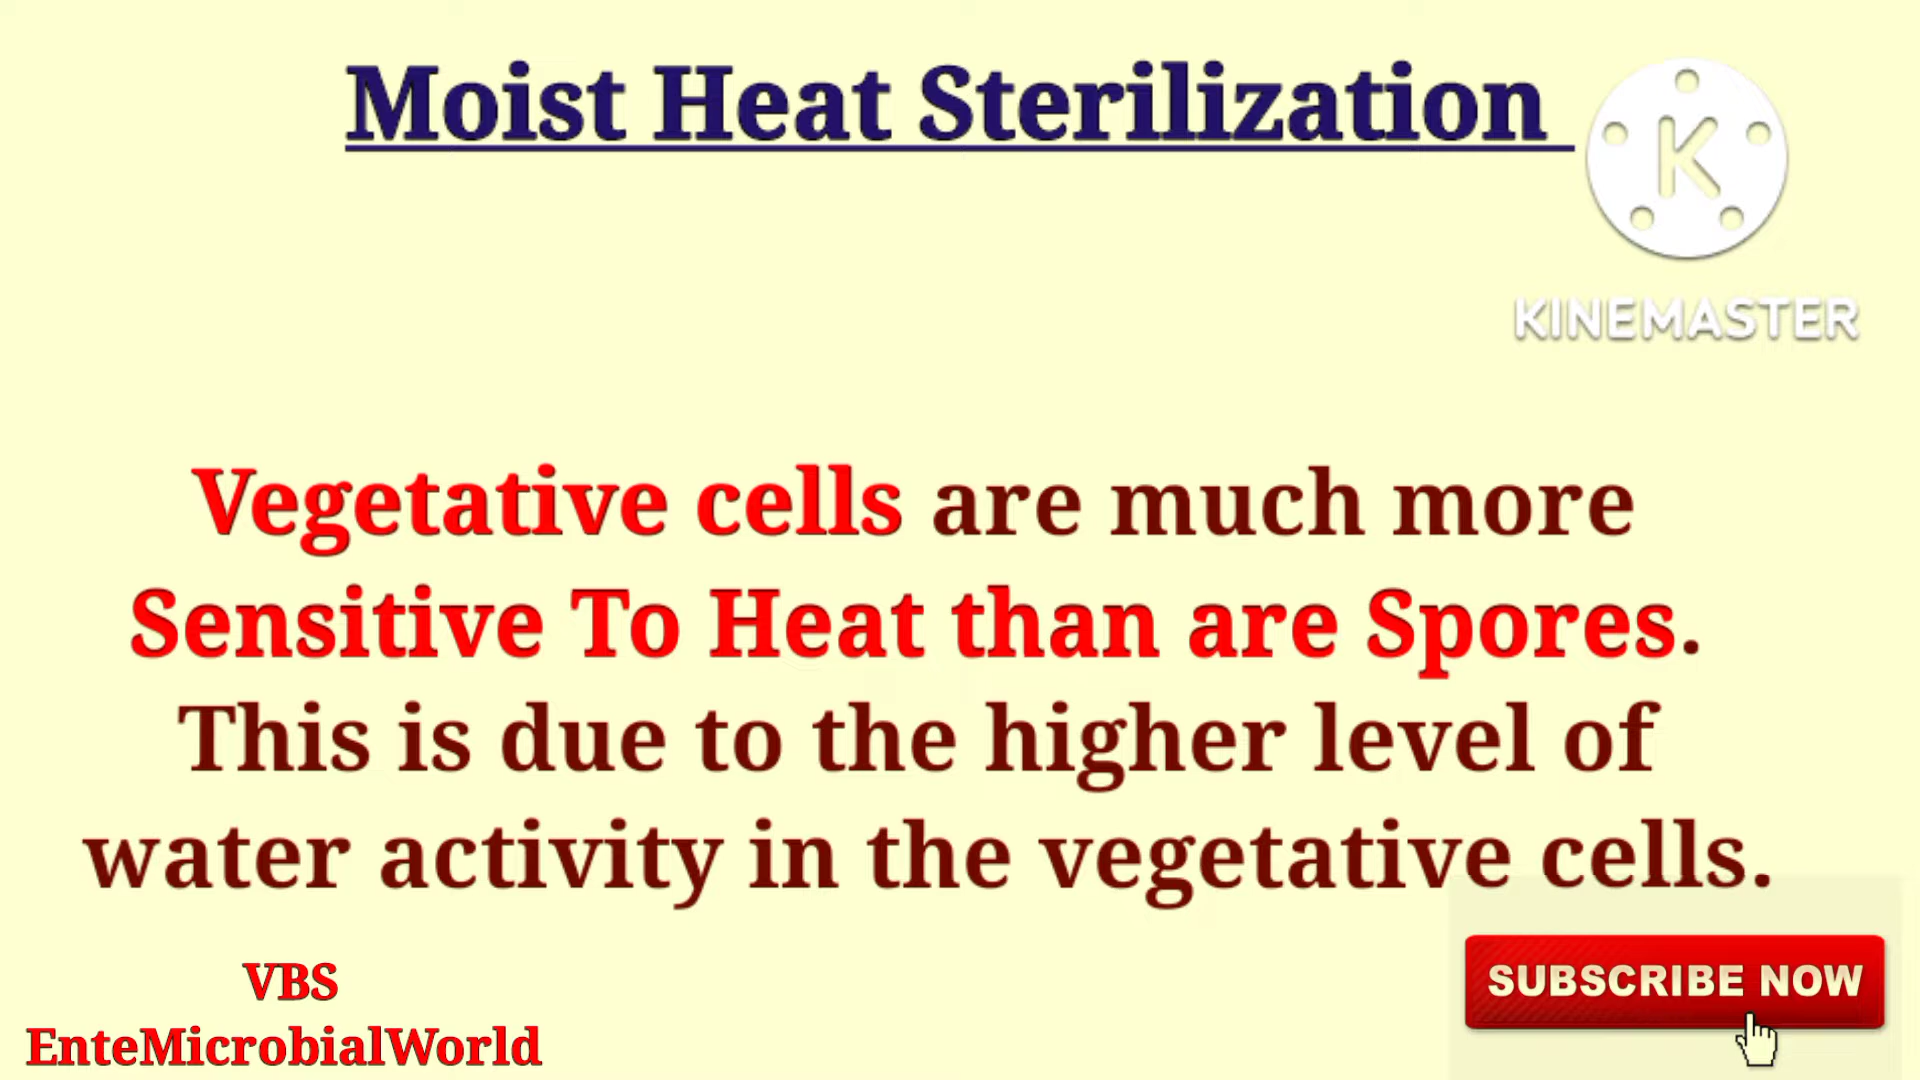 Moist Heat Sterilization
K
KINEMASTER
Vegetative cells are much more
Sensitive To Heat than are Spores.
This is due to the higher level of
water activity in the vegetative cells.
VBS
EnteMicrobialWorld
SUBSCRIBE NOW